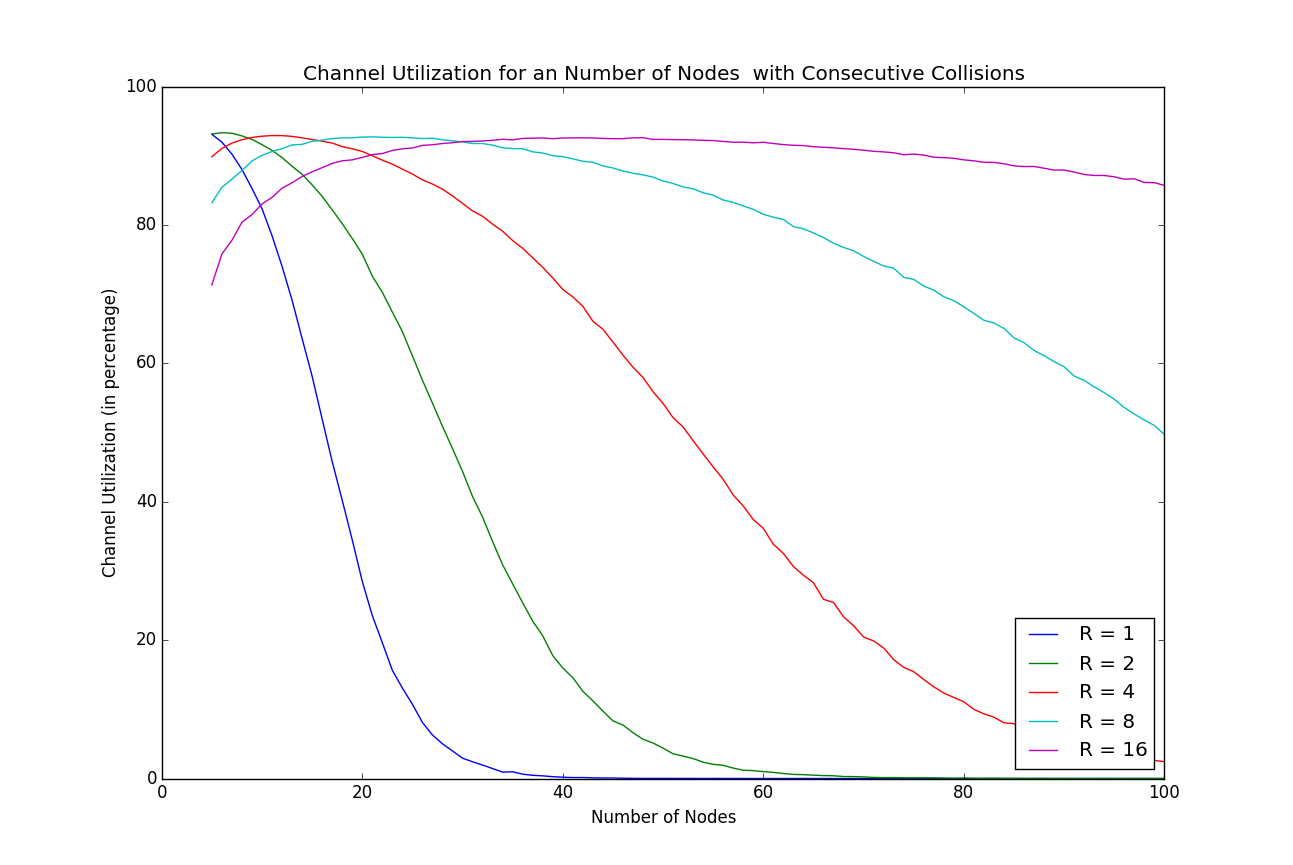 Channel Utilization for an Number of Nodes  with Consecutive Collisions
100
80
60
40
20
0
Channel Utilization (in percentage)
R = 1
R = 2
R = 4
R = 8
R = 16
0 20 40 60 80 100
Number of Nodes